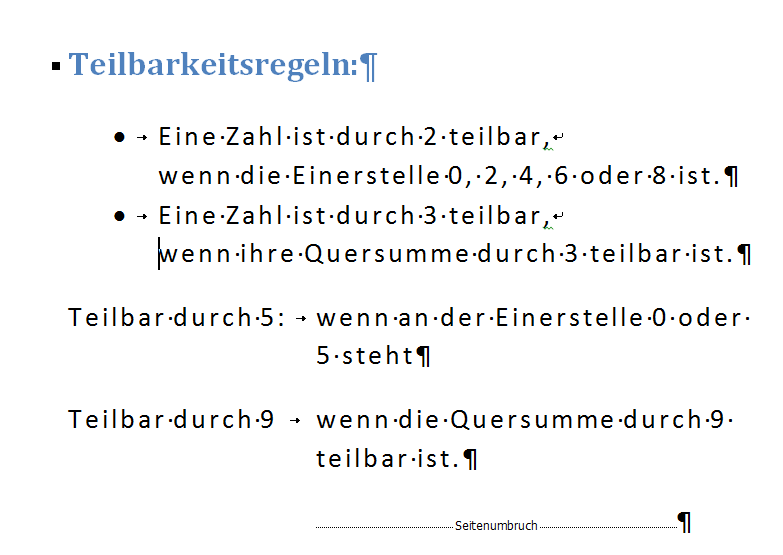 Teilbarkeitsregeln:¶
● → Eine·Zahl·ist·durch·2·teilbar,↵
wenn·die·Einerstelle·0,·2,·4,·6·oder·8·ist.¶
● → Eine·Zahl·ist·durch·3·teilbar,↵
wenn·ihre·Quersumme·durch·3·teilbar·ist.¶
Teilbar·durch·5: → wenn·an·der·Einerstelle·0·oder·
5·steht¶
Teilbar·durch·9 → wenn·die·Quersumme·durch·9·
teilbar·ist.¶
Seitenumbruch¶